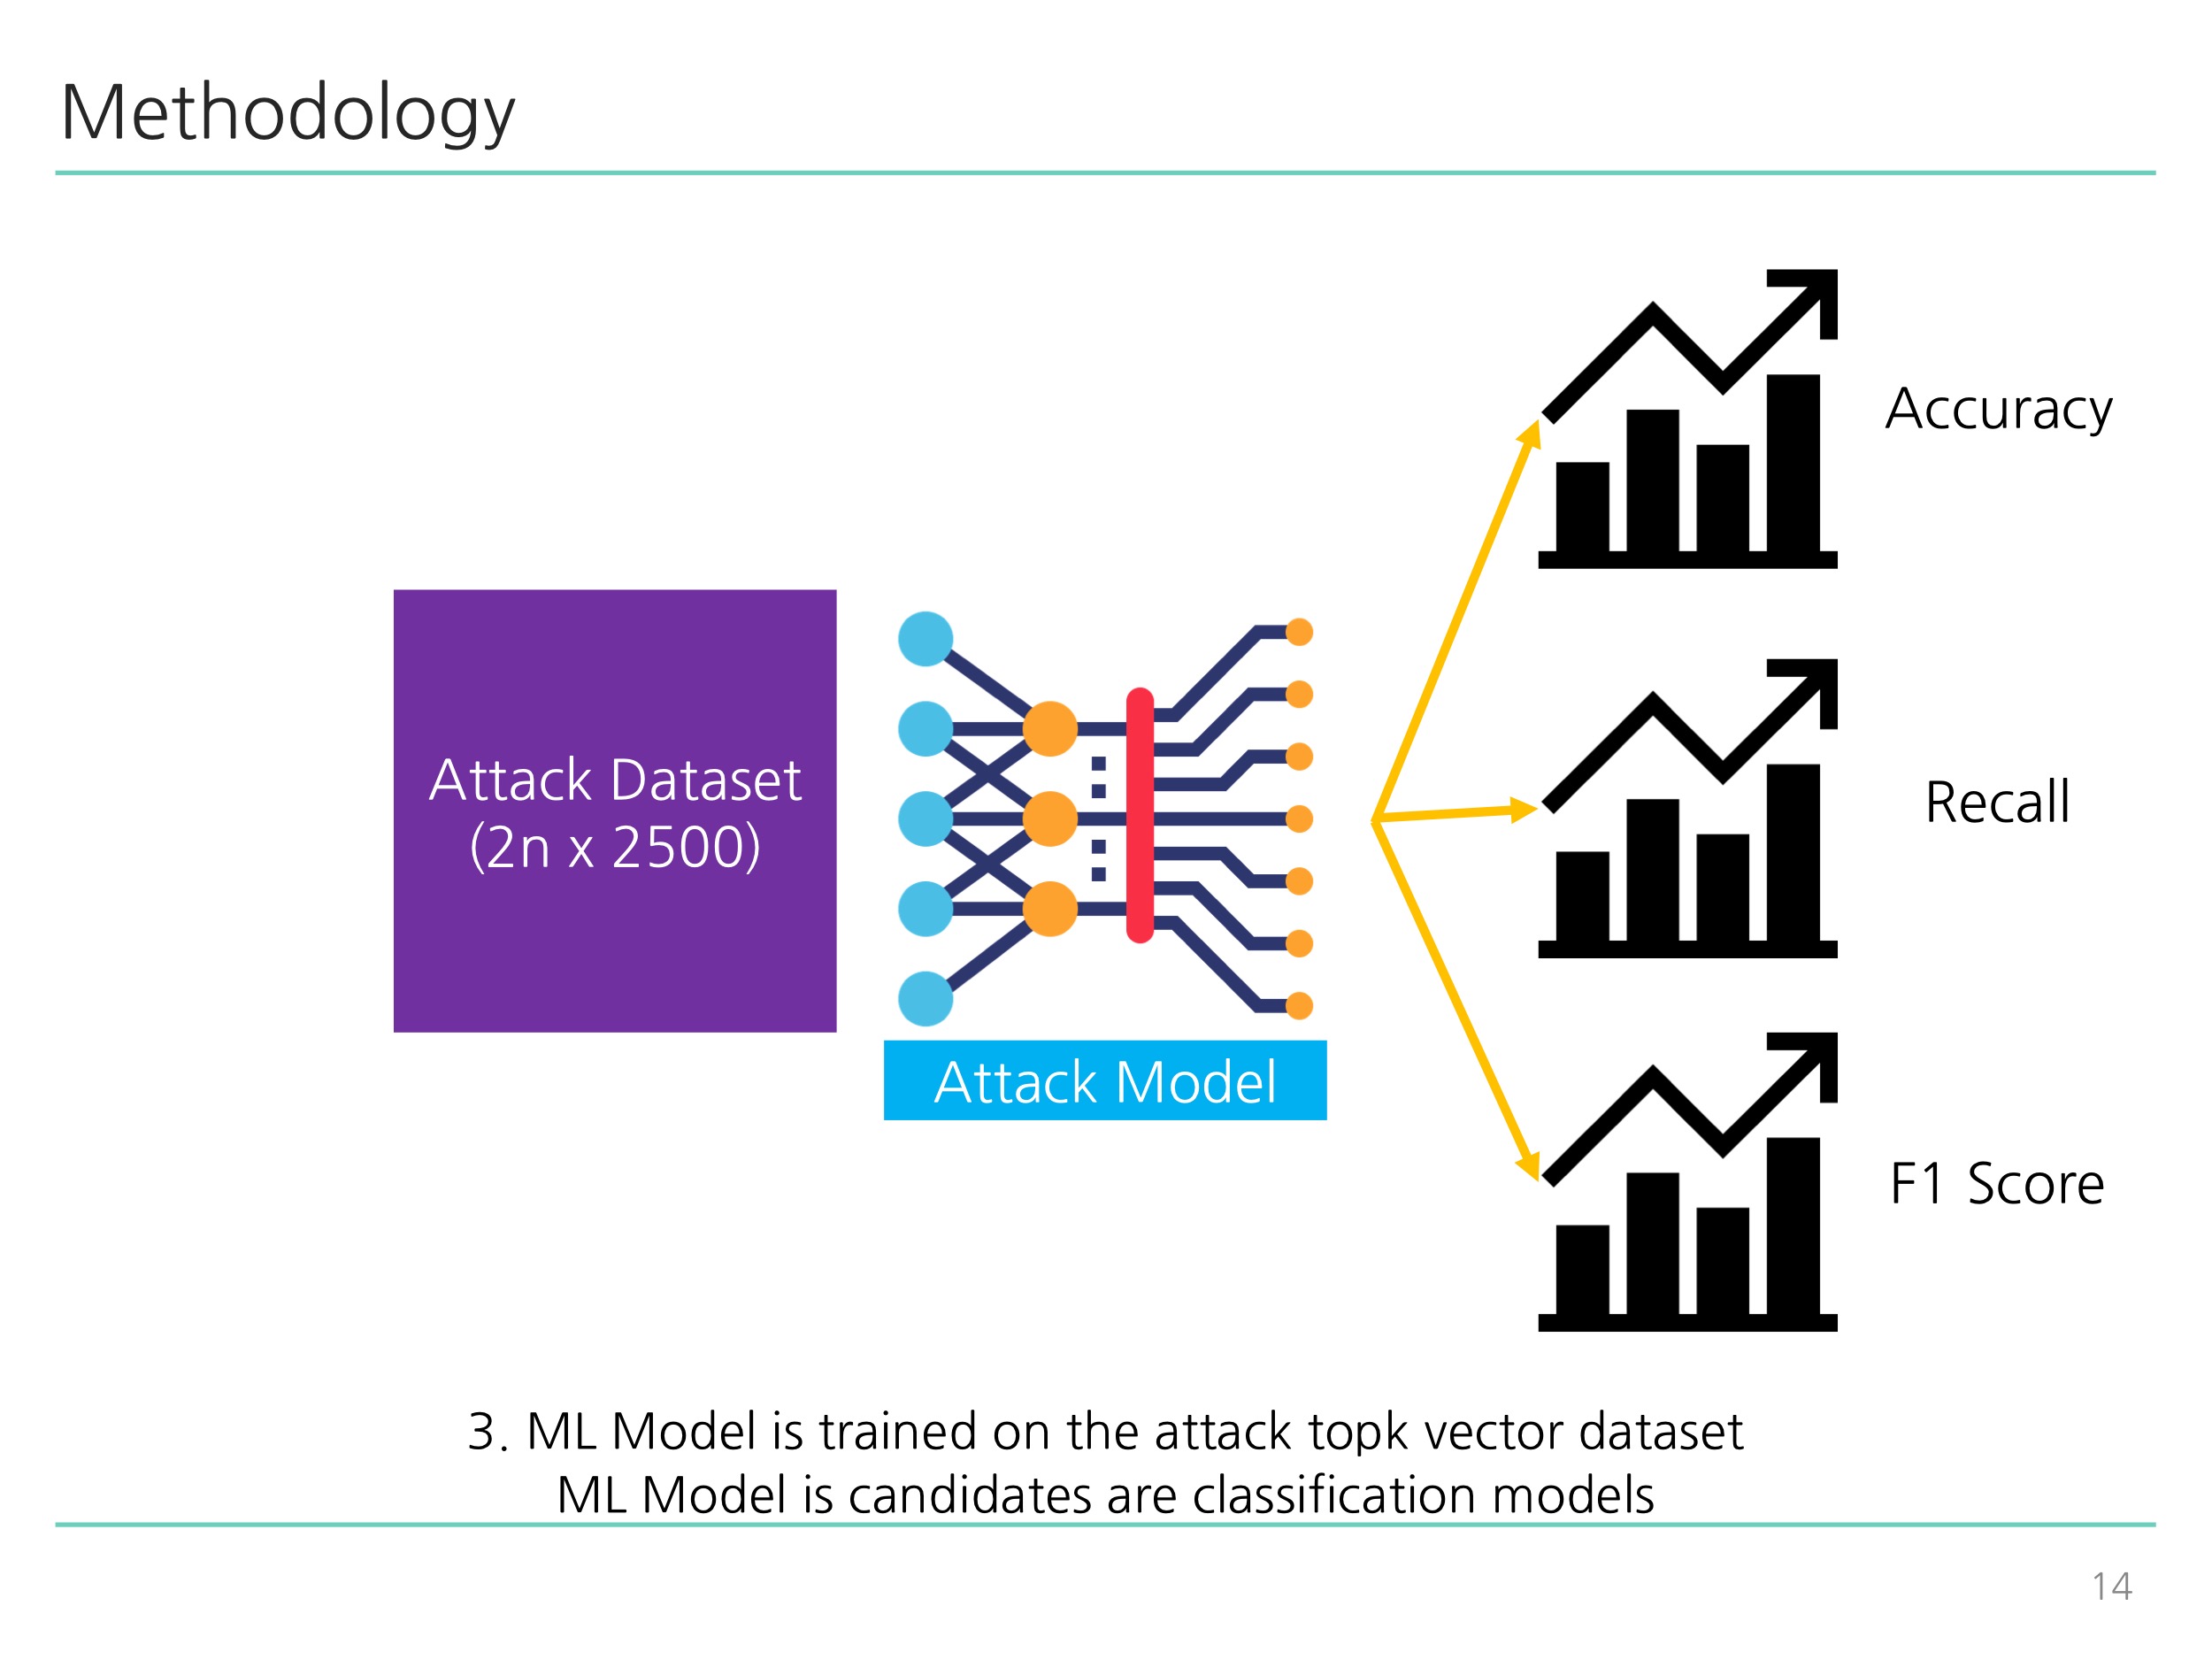 Methodology
Accuracy
Attack Dataset
(2n x 2500)
Recall
Attack Model
F1 Score
3. ML Model is trained on the attack topk vector dataset
ML Model is candidates are classification models
14